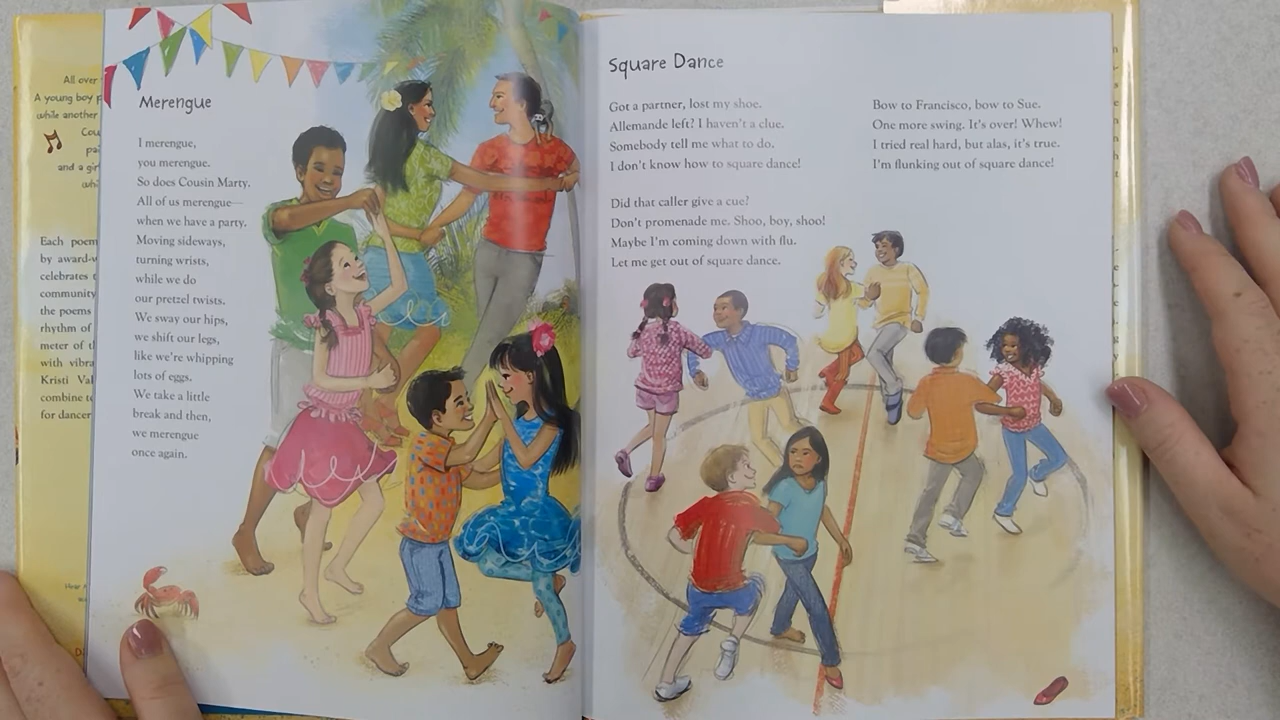 All over
A young boy
while another
Cou
and a gi
Each poem
by award-w
celebrates
community
the poems
rhythm of
meter of
with vibra
Kristi Val
combine
for dancer
Merengue
I merengue,
you merengue.
So does Cousin Marty.
All of us merengue—
when we have a party.
Moving sideways,
turning wrists,
while we do
our pretzel twists.
We sway our hips,
we shift our legs,
like we're whipping
lots of eggs.
We take a little
break and then,
we merengue
once again.
Square Dance
Got a partner, lost my shoe.
Allemande left? I haven't a clue.
Somebody tell me what to do.
I don't know how to square dance!
Did that caller give a cue?
Don't promenade me. Shoo, boy, shoo!
Maybe I'm coming down with flu.
Let me get out of square dance.
Bow to Francisco, bow to Sue.
One more swing. It's over! Whew!
I tried real hard, but alas, it's true.
I'm flunking out of square dance!